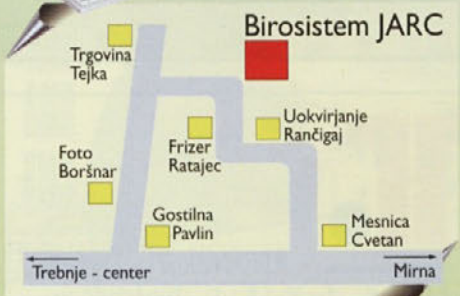 Birosistem JARC
Trgovina
Tejka
Uokvirjanje
Rančigaj
Frizer
Ratajec
Foto
Boršnar
Gostilna
Pavlin
Mesnica
Cvetan
Trebnje - center
Mirna